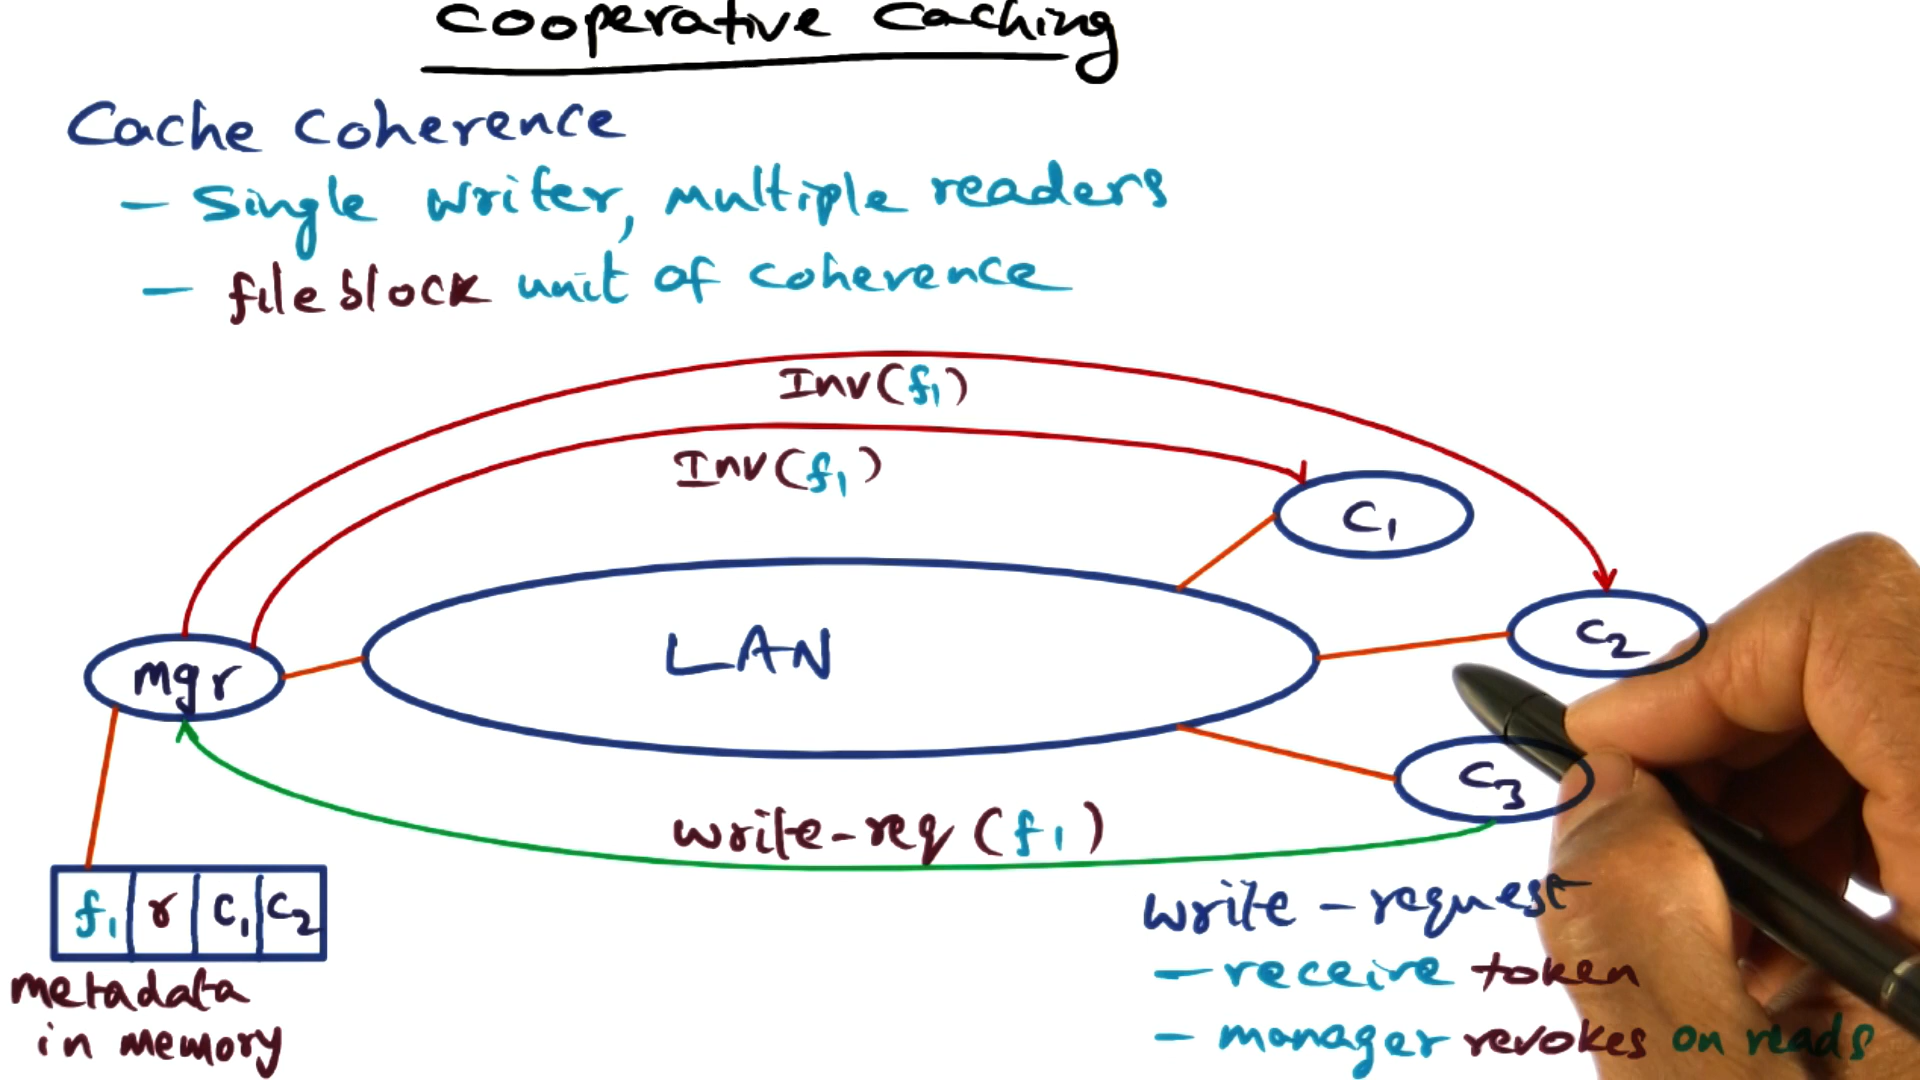 Cooperative Caching
Cache Coherence
- Single writer, multiple readers
- file block unit of coherence
Inv(f1)
Inv(f1)
C1
LAN
C2
mgr
C3
write-req (f1)
f1 r C1 C2
metadata
in memory
write-request
- receive token
- manager revokes on reads